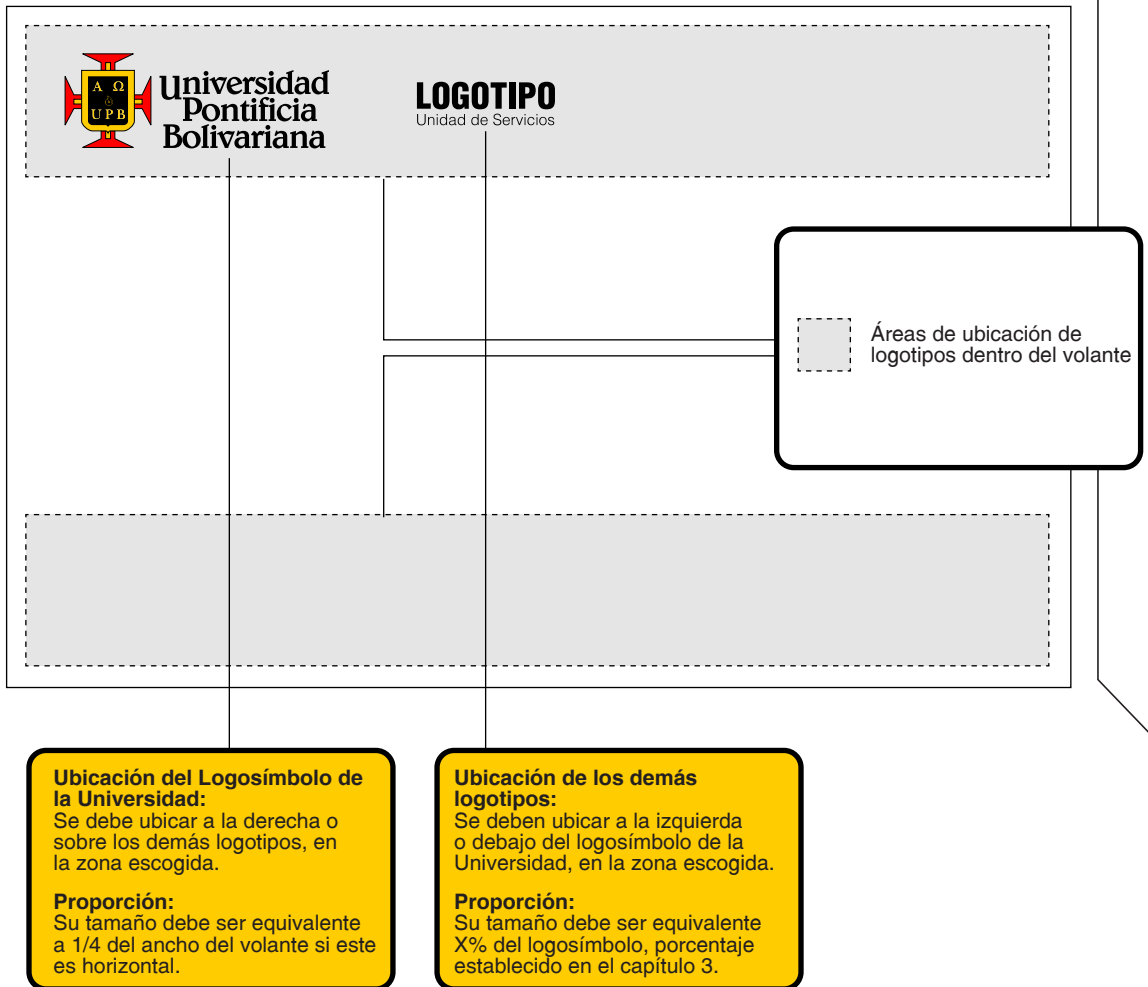 Α Ω
UPB
Universidad
Pontificia
Bolivariana
LOGOTIPO
Unidad de Servicios
Áreas de ubicación de
logotipos dentro del volante
Ubicación del Logosímbolo de
la Universidad:
Se debe ubicar a la derecha o
sobre los demás logotipos, en
la zona escogida.
Proporción:
Su tamaño debe ser equivalente
a 1/4 del ancho del volante si este
es horizontal.
Ubicación de los demás
logotipos:
Se deben ubicar a la izquierda
o debajo del logosímbolo de la
Universidad, en la zona escogida.
Proporción:
Su tamaño debe ser equivalente
X% del logosímbolo, porcentaje
establecido en el capítulo 3.